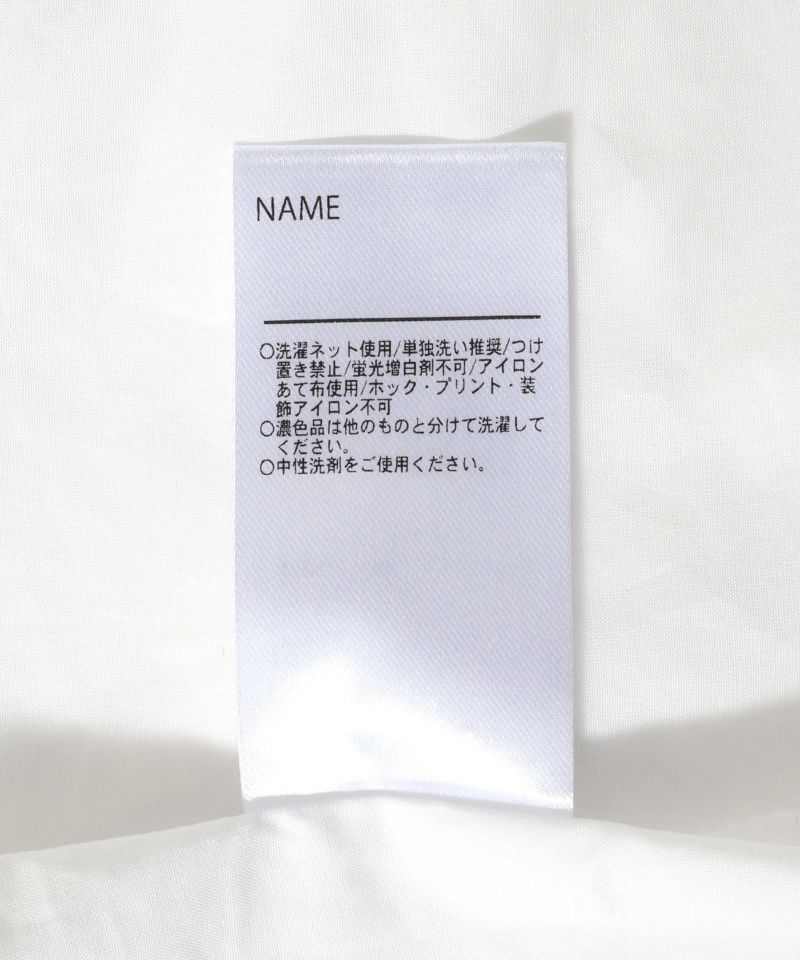 NAME
○洗濯ネット使用/単独洗い推奨/つけ
置き禁止/蛍光増白剤不可/アイロン
あて布使用/ホック・プリント・装
飾アイロン不可
○濃色品は他のものと分けて洗濯して
ください。
○中性洗剤をご使用ください。